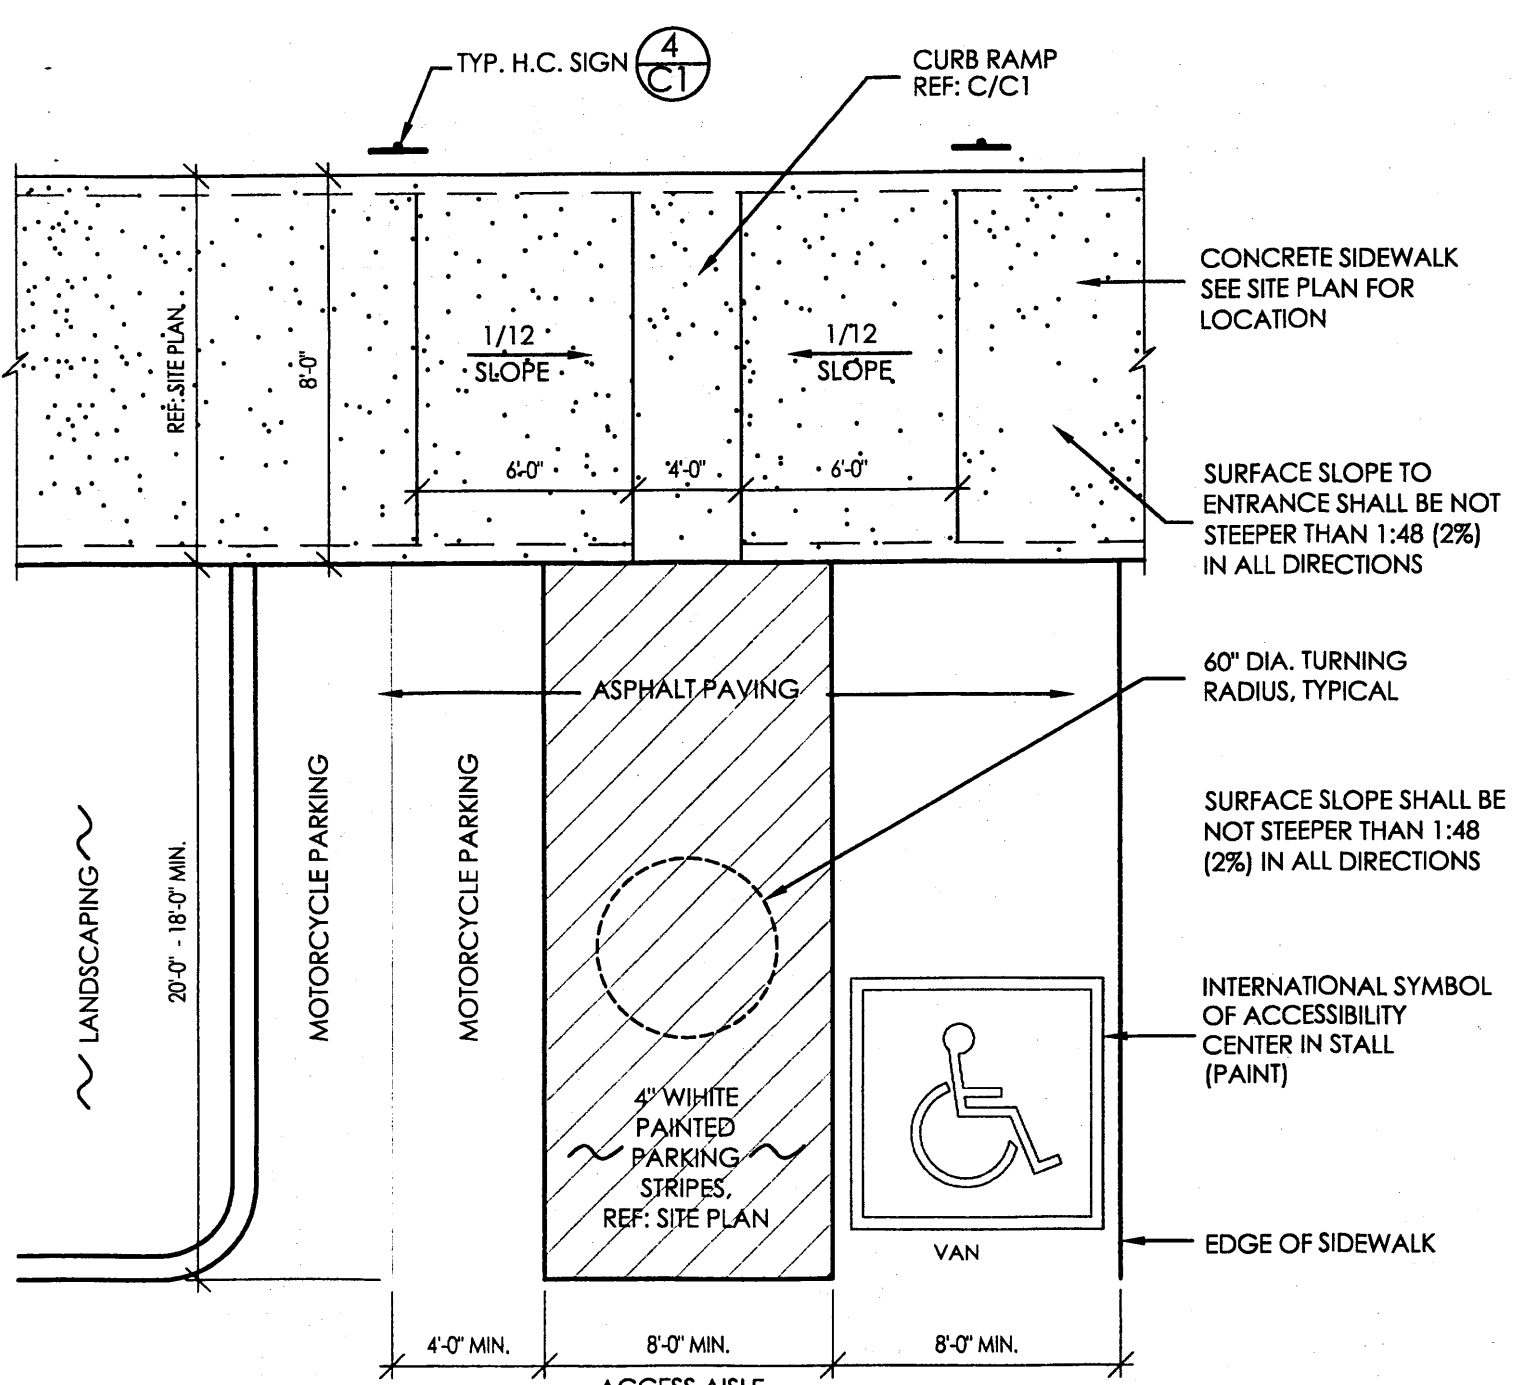 TYP. H.C. SIGN
4
C1
CURB RAMP
REF: C/C1
CONCRETE SIDEWALK
SEE SITE PLAN FOR
LOCATION
REF: SITE PLAN
8'-0"
1/12
SLOPE
1/12
SLOPE
6'-0"
4'-0"
6'-0"
SURFACE SLOPE TO
ENTRANCE SHALL BE NOT
STEEPER THAN 1:48 (2%)
IN ALL DIRECTIONS
60" DIA. TURNING
RADIUS, TYPICAL
ASPHALT PAVING
LANDSCAPING
20'-0" - 18'-0" MIN.
MOTORCYCLE PARKING
MOTORCYCLE PARKING
SURFACE SLOPE SHALL BE
NOT STEEPER THAN 1:48
(2%) IN ALL DIRECTIONS
INTERNATIONAL SYMBOL
OF ACCESSIBILITY
CENTER IN STALL
(PAINT)
4" WIHITE
PAINTED
PARKING
STRIPES,
REF: SITE PLAN
VAN
EDGE OF SIDEWALK
4'-0" MIN.
8'-0" MIN.
8'-0" MIN.
ACCESS AISLE